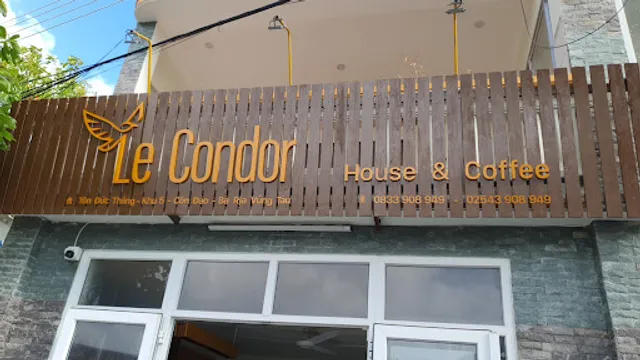 Le Condor
House & Coffee
Tôn Đức Thắng - Khu 5 - Côn Đảo - Bà Rịa Vũng Tàu
0833 908 949 - 02543 908 949